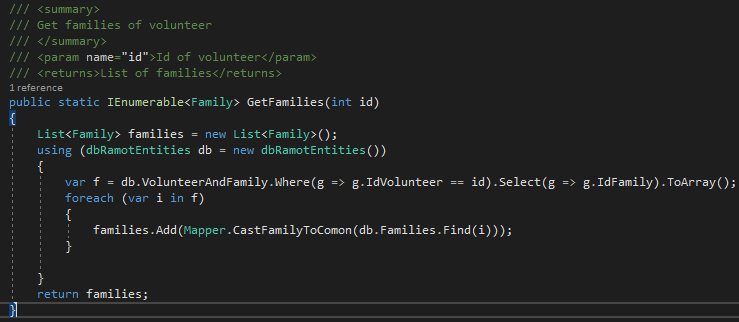 /// <summary>
/// Get families of volunteer
/// </summary>
/// <param name="id">Id of volunteer</param>
/// <returns>List of families</returns>
1 reference
public static IEnumerable<Family> GetFamilies(int id)
{
    List<Family> families = new List<Family>();
    using (dbRamotEntities db = new dbRamotEntities())
    {
        var f = db.VolunteerAndFamily.Where(g => g.IdVolunteer == id).Select(g => g.IdFamily).ToArray();
        foreach (var i in f)
        {
            families.Add(Mapper.CastFamilyToComon(db.Families.Find(i)));
        }
    }
    return families;
}